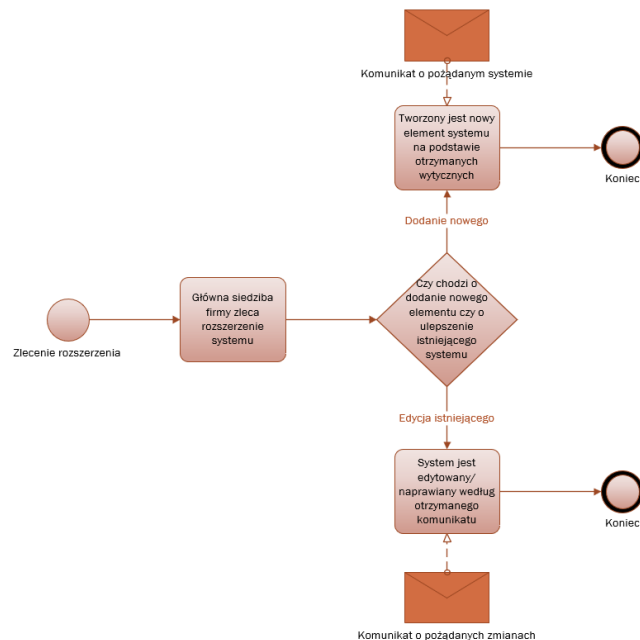 Komunikat o pożądanym systemie
Tworzony jest nowy
element systemu
na podstawie
otrzymanych
wytycznych
Koniec
Dodanie nowego
Zlecenie rozszerzenia
Główna siedziba
firmy zleca
rozszerzenie
systemu
Czy chodzi o
dodanie nowego
elementu czy o
ulepszenie
istniejącego
systemu
Edycja istniejącego
System jest
edytowany/
naprawiany według
otrzymanego
komunikatu
Koniec
Komunikat o pożądanych zmianach